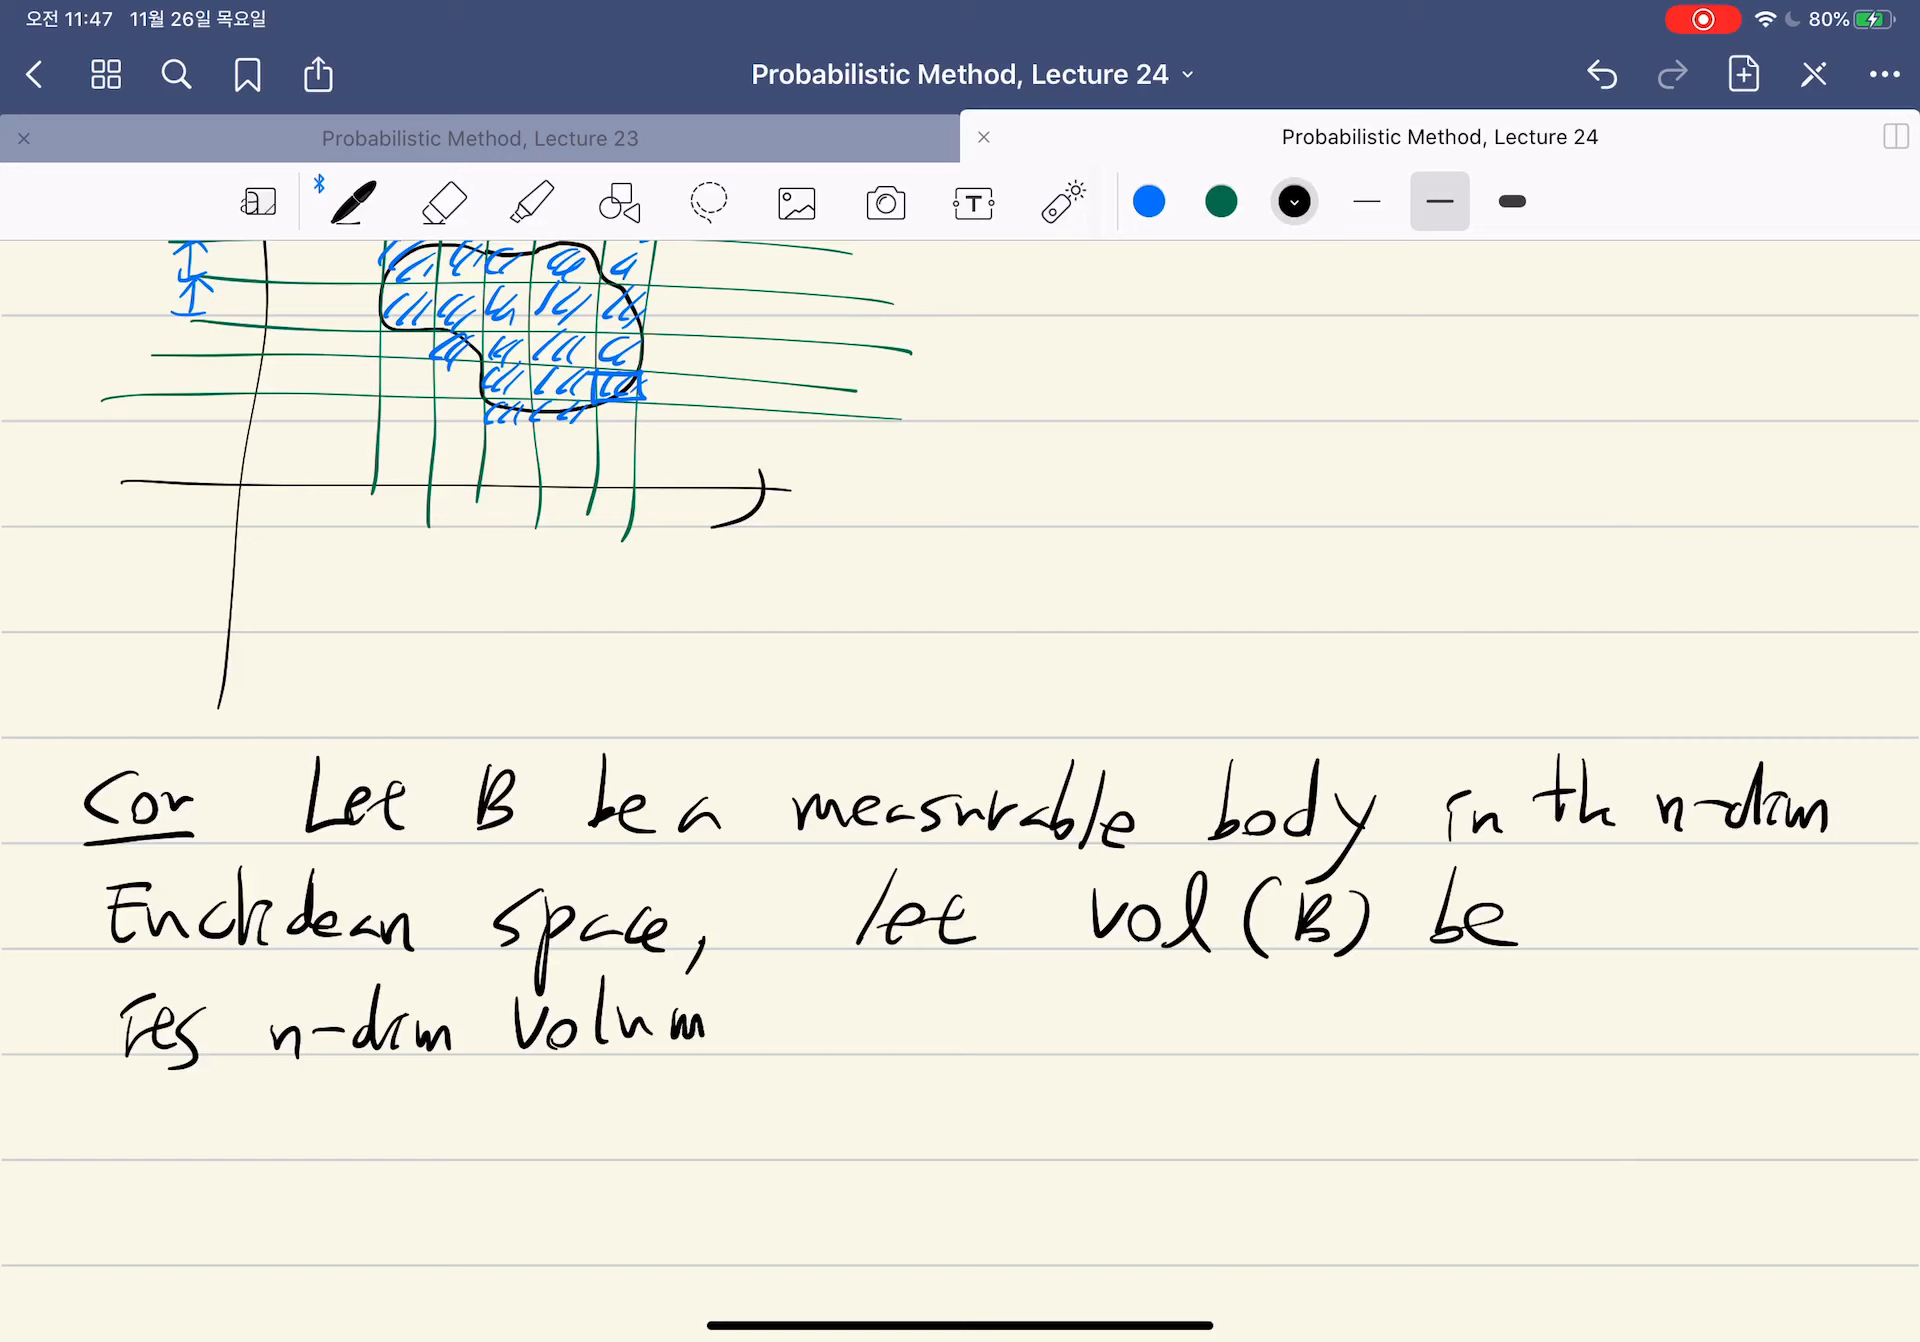 오전 11:47 11월 26일 목요일 80%
Probabilistic Method, Lecture 24
Probabilistic Method, Lecture 23 Probabilistic Method, Lecture 24
Cor Let B be a measurable body in th n-dim
Euclidean space, let vol(B) be
its n-dim volum